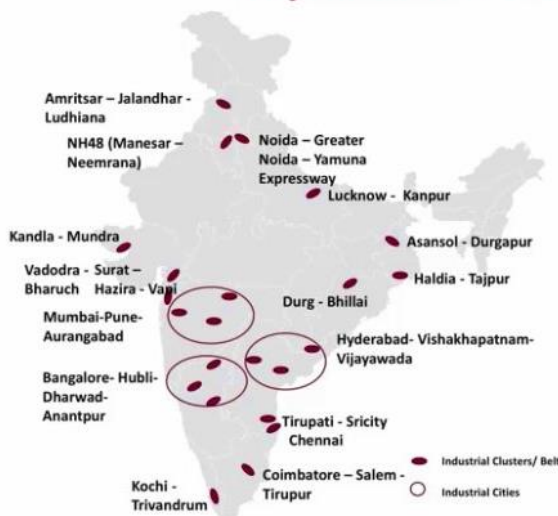 Amritsar – Jalandhar -
Ludhiana
NH48 (Manesar –
Neemrana)
Noida – Greater
Noida – Yamuna
Expressway
Lucknow - Kanpur
Kandla - Mundra
Asansol - Durgapur
Vadodra - Surat –
Bharuch Hazira - Vapi
Haldia - Tajpur
Durg - Bhillai
Mumbai-Pune-
Aurangabad
Hyderabad- Vishakhapatnam-
Vijayawada
Bangalore- Hubli-
Dharwad-
Anantpur
Tirupati - Sricity
Chennai
Industrial Clusters/ Belt
Coimbatore – Salem -
Tirupur
Industrial Cities
Kochi -
Trivandrum